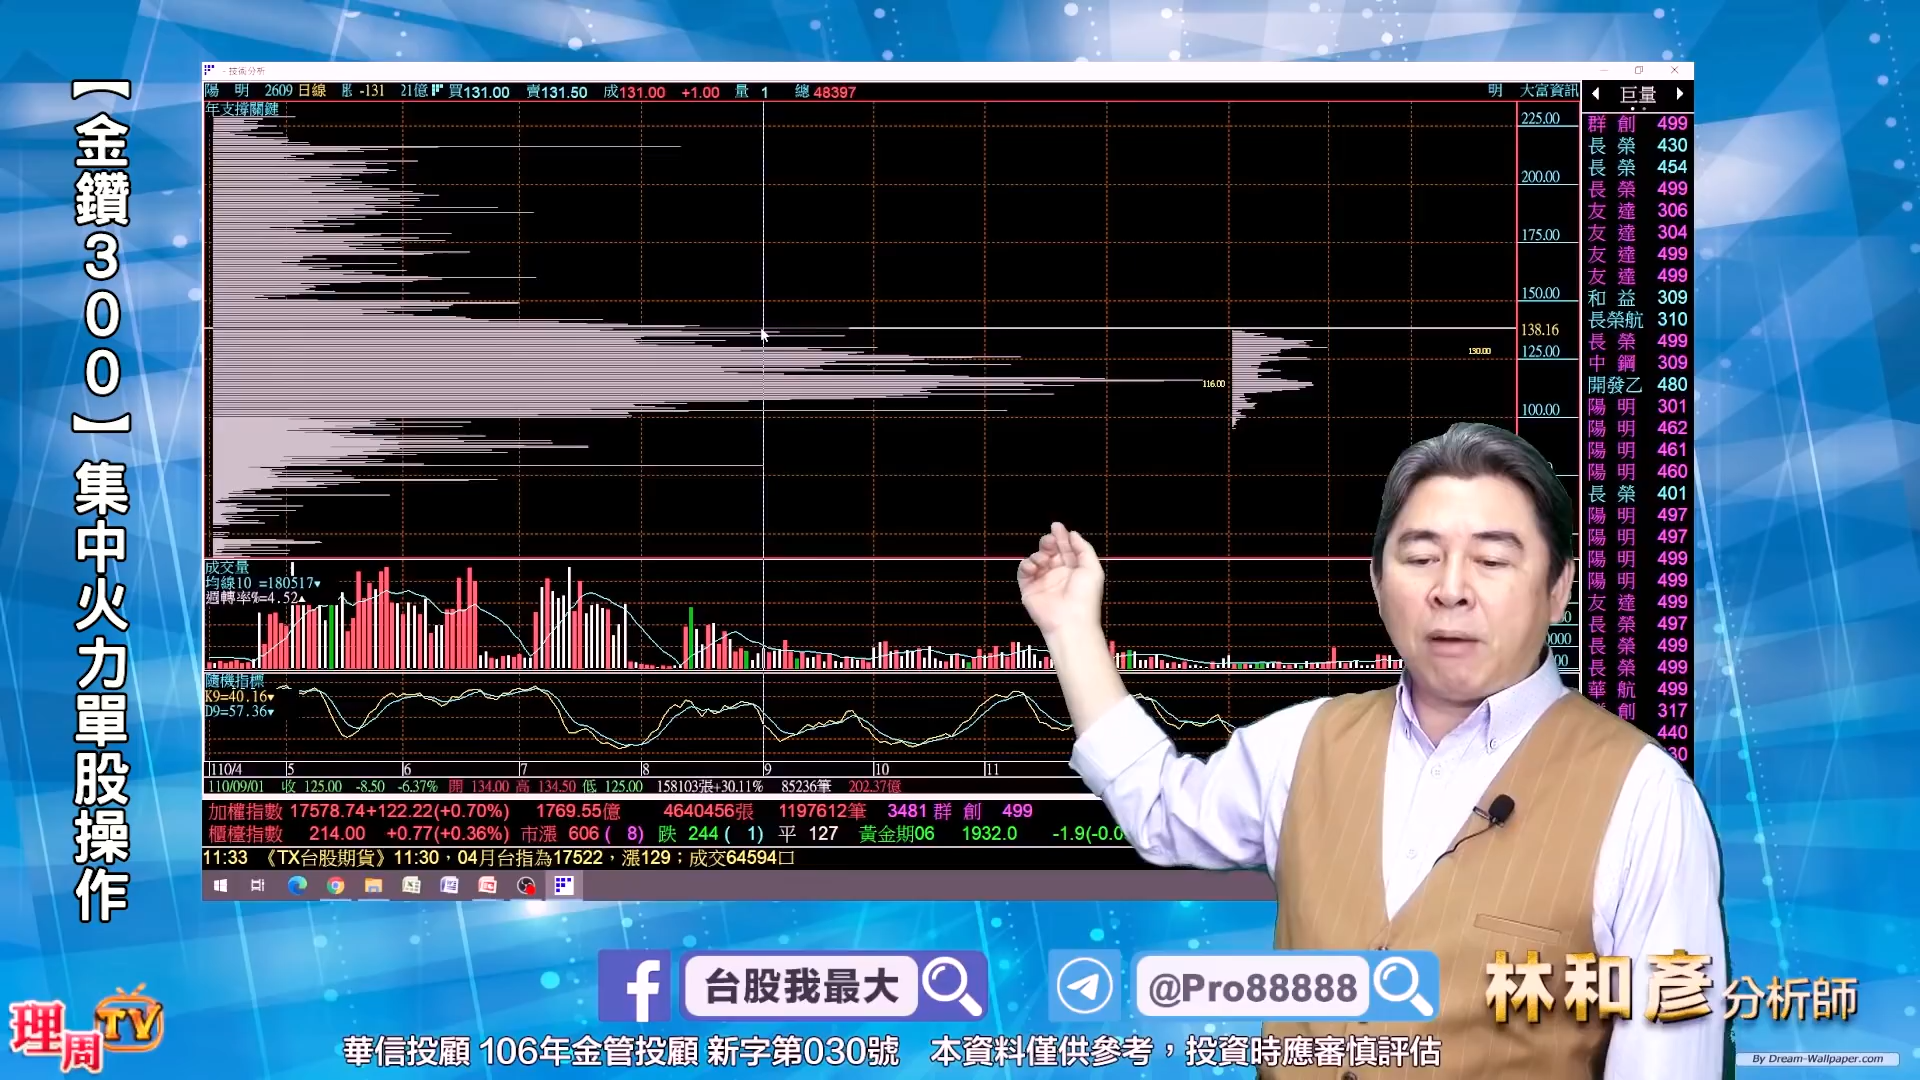 【金鑽300】集中火力單股操作
- 技術分析
陽 明 2609 日線 -131 21億 買131.00 賣131.50 成131.00 +1.00 量 1 總 48397 明 大富資訊
年支撐關鍵
225.00
200.00
175.00
150.00
138.16
125.00
130.00
116.00
100.00
巨量
群 創 499
長 榮 430
長 榮 454
長 榮 499
友 達 306
友 達 304
友 達 499
友 達 499
和 益 309
長榮航 310
長 榮 499
中 鋼 309
開發乙 480
陽 明 301
陽 明 462
陽 明 461
陽 明 460
長 榮 401
陽 明 497
陽 明 497
陽 明 499
陽 明 499
友 達 499
長 榮 497
長 榮 499
長 榮 499
華 航 499
創 317
440
30
成交量
均線10 =180517▼
週轉率%=4.52▲
隨機指標
K9=40.16▼
D9=57.36▼
110/4 5 6 7 8 9 10 11
110/09/01 收 125.00 -8.50 -6.37% 開 134.00 高 134.50 低 125.00 158103張+30.11% 85236筆 202.37億
加權指數 17578.74+122.22(+0.70%) 1769.55億 4640456張 1197612筆 3481 群 創 499
櫃檯指數 214.00 +0.77(+0.36%) 市漲 606 ( 8) 跌 244 ( 1) 平 127 黃金期06 1932.0 -1.9(-0.0
11:33 《TX台股期貨》11:30，04月台指為17522，漲129；成交64594口
台股我最大
@Pro88888
林和彥分析師
理周TV
華信投顧 106年金管投顧 新字第030號 本資料僅供參考，投資時應審慎評估
By Dream-Wallpaper.com